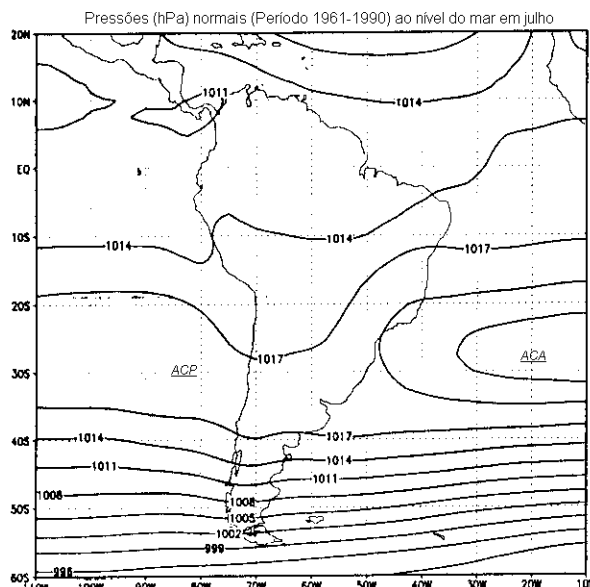 Pressões (hPa) normais (Período 1961-1990) ao nível do mar em julho
20N
1011
1014
10N
EQ
10S
1014
1014
1017
20S
1017
ACP
ACA
30S
40S
1014
1017
1014
1011
1011
50S
1008
1008
1005
1002
999
60S
996
100W
90W
80W
70W
60W
50W
40W
30W
20W
10W